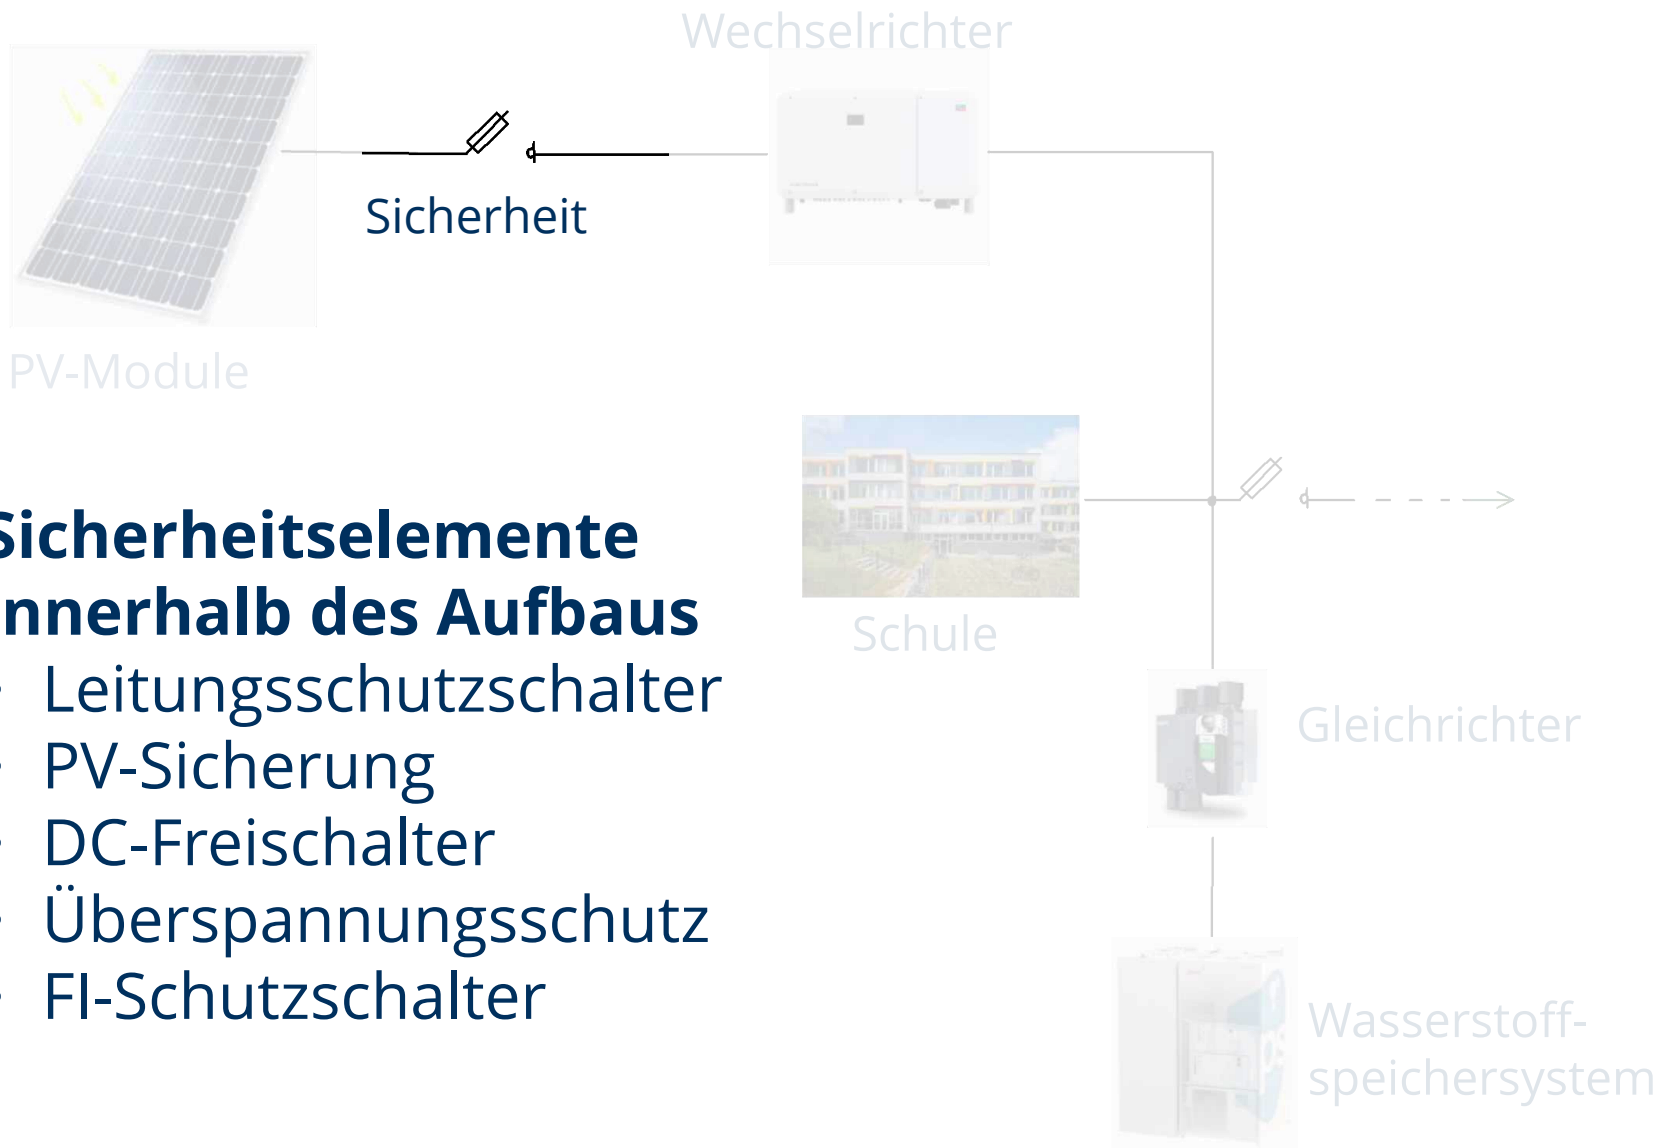 Wechselrichter
Sicherheit
PV-Module
Sicherheitselemente
innerhalb des Aufbaus
• Leitungsschutzschalter
• PV-Sicherung
• DC-Freischalter
• Überspannungsschutz
• FI-Schutzschalter
Schule
Gleichrichter
Wasserstoff-
speichersystem